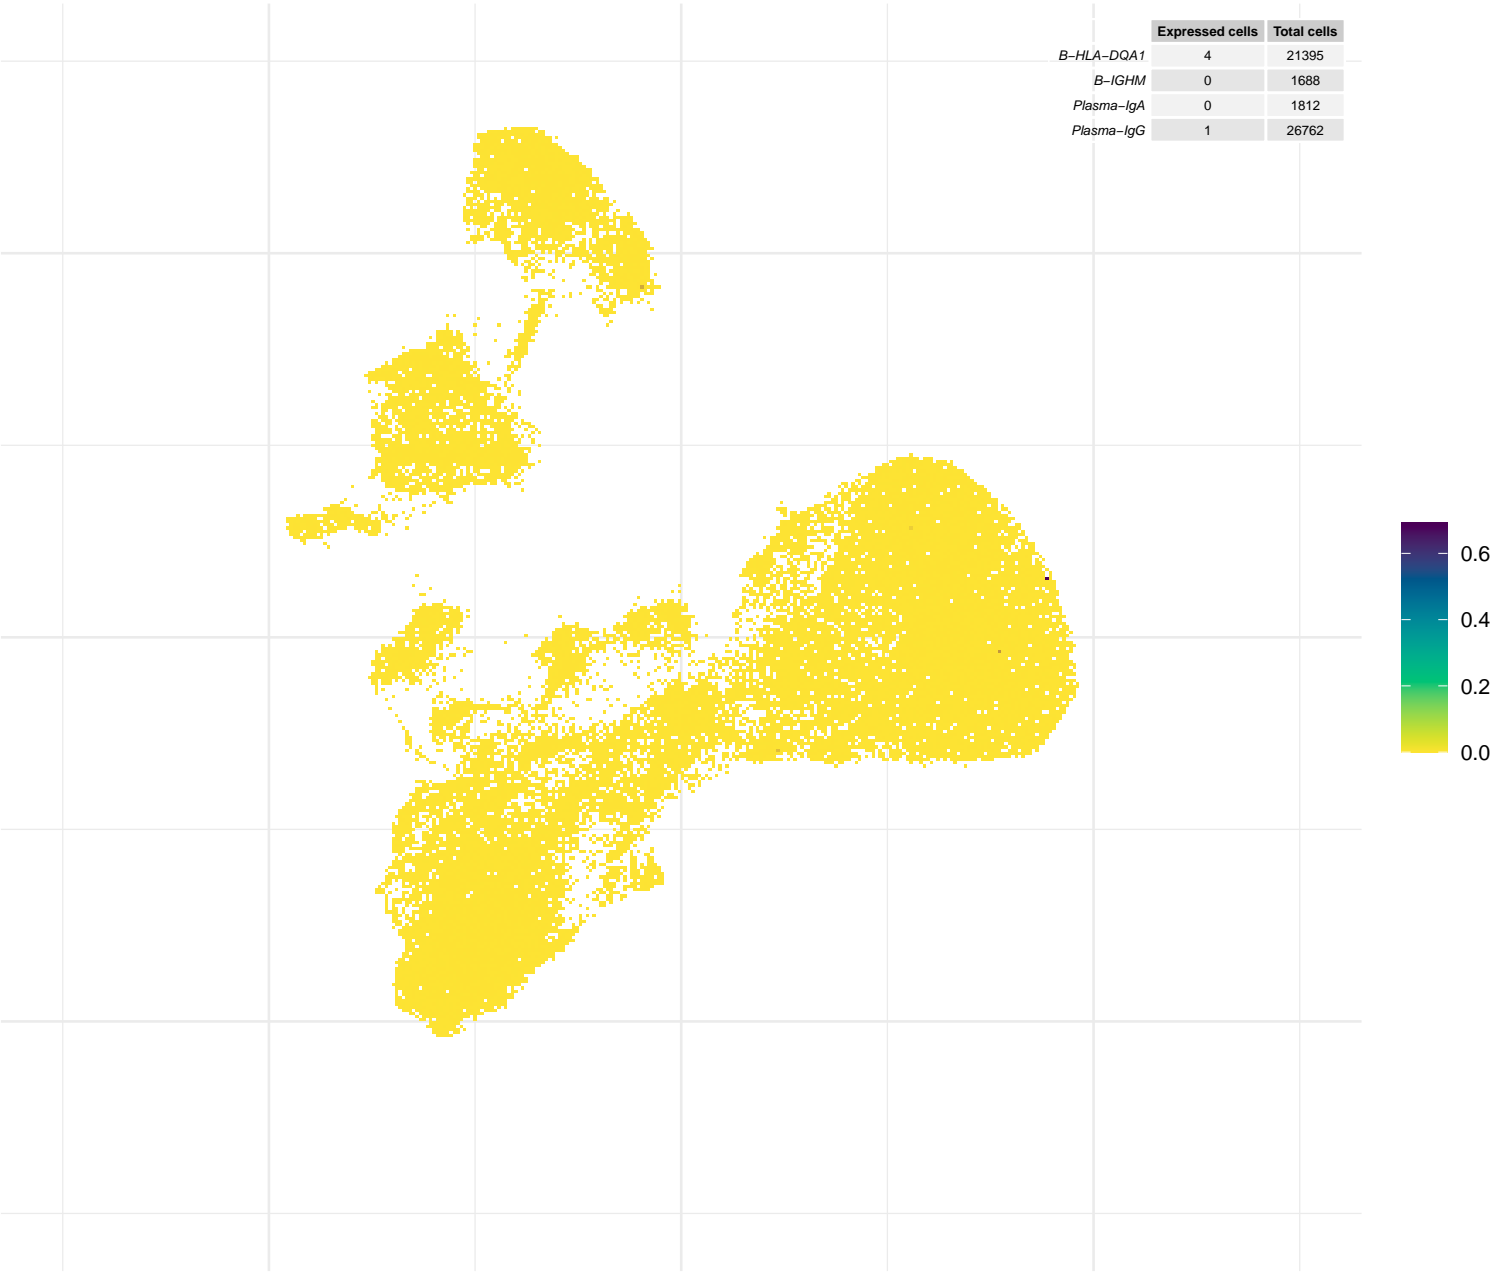 Expressed cells Total cells
B−HLA−DQA1 4 21395
B−IGHM 0 1688
Plasma−IgA 0 1812
Plasma−IgG 1 26762
0.6
0.4
0.2
0.0